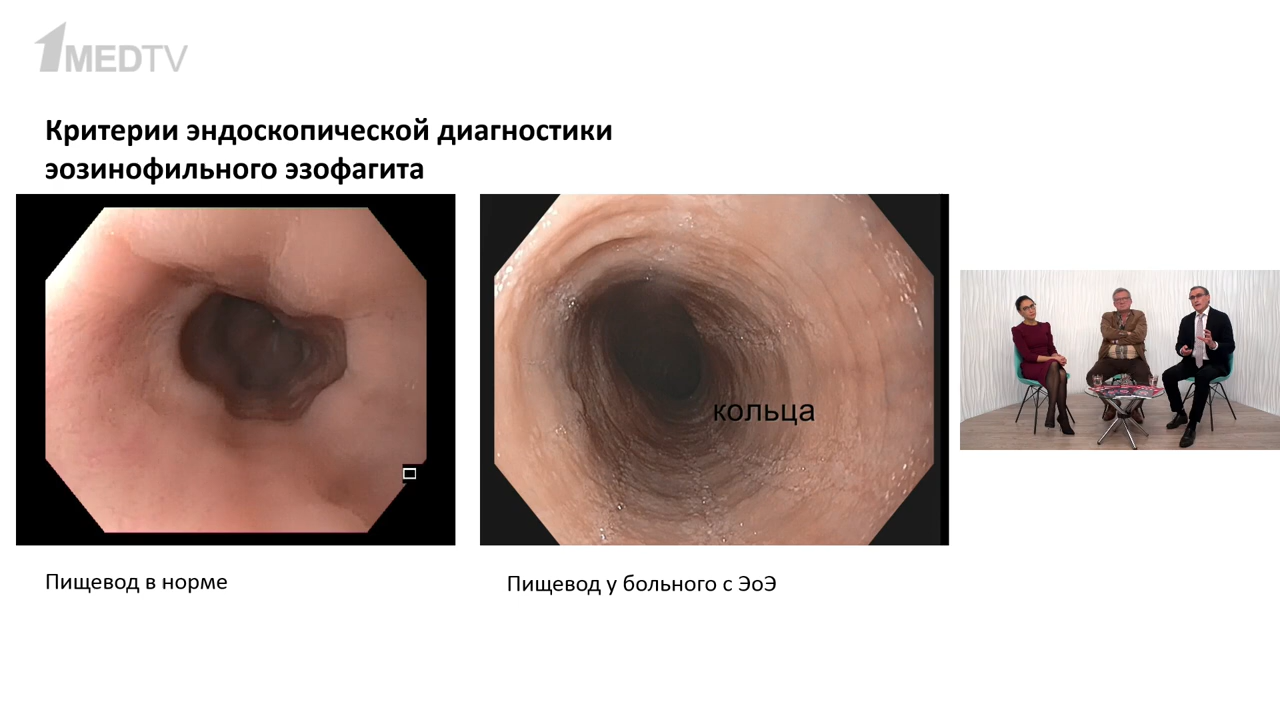 1MEDTV
Критерии эндоскопической диагностики
эозинофильного эзофагита
кольца
Пищевод в норме
Пищевод у больного с ЭоЭ